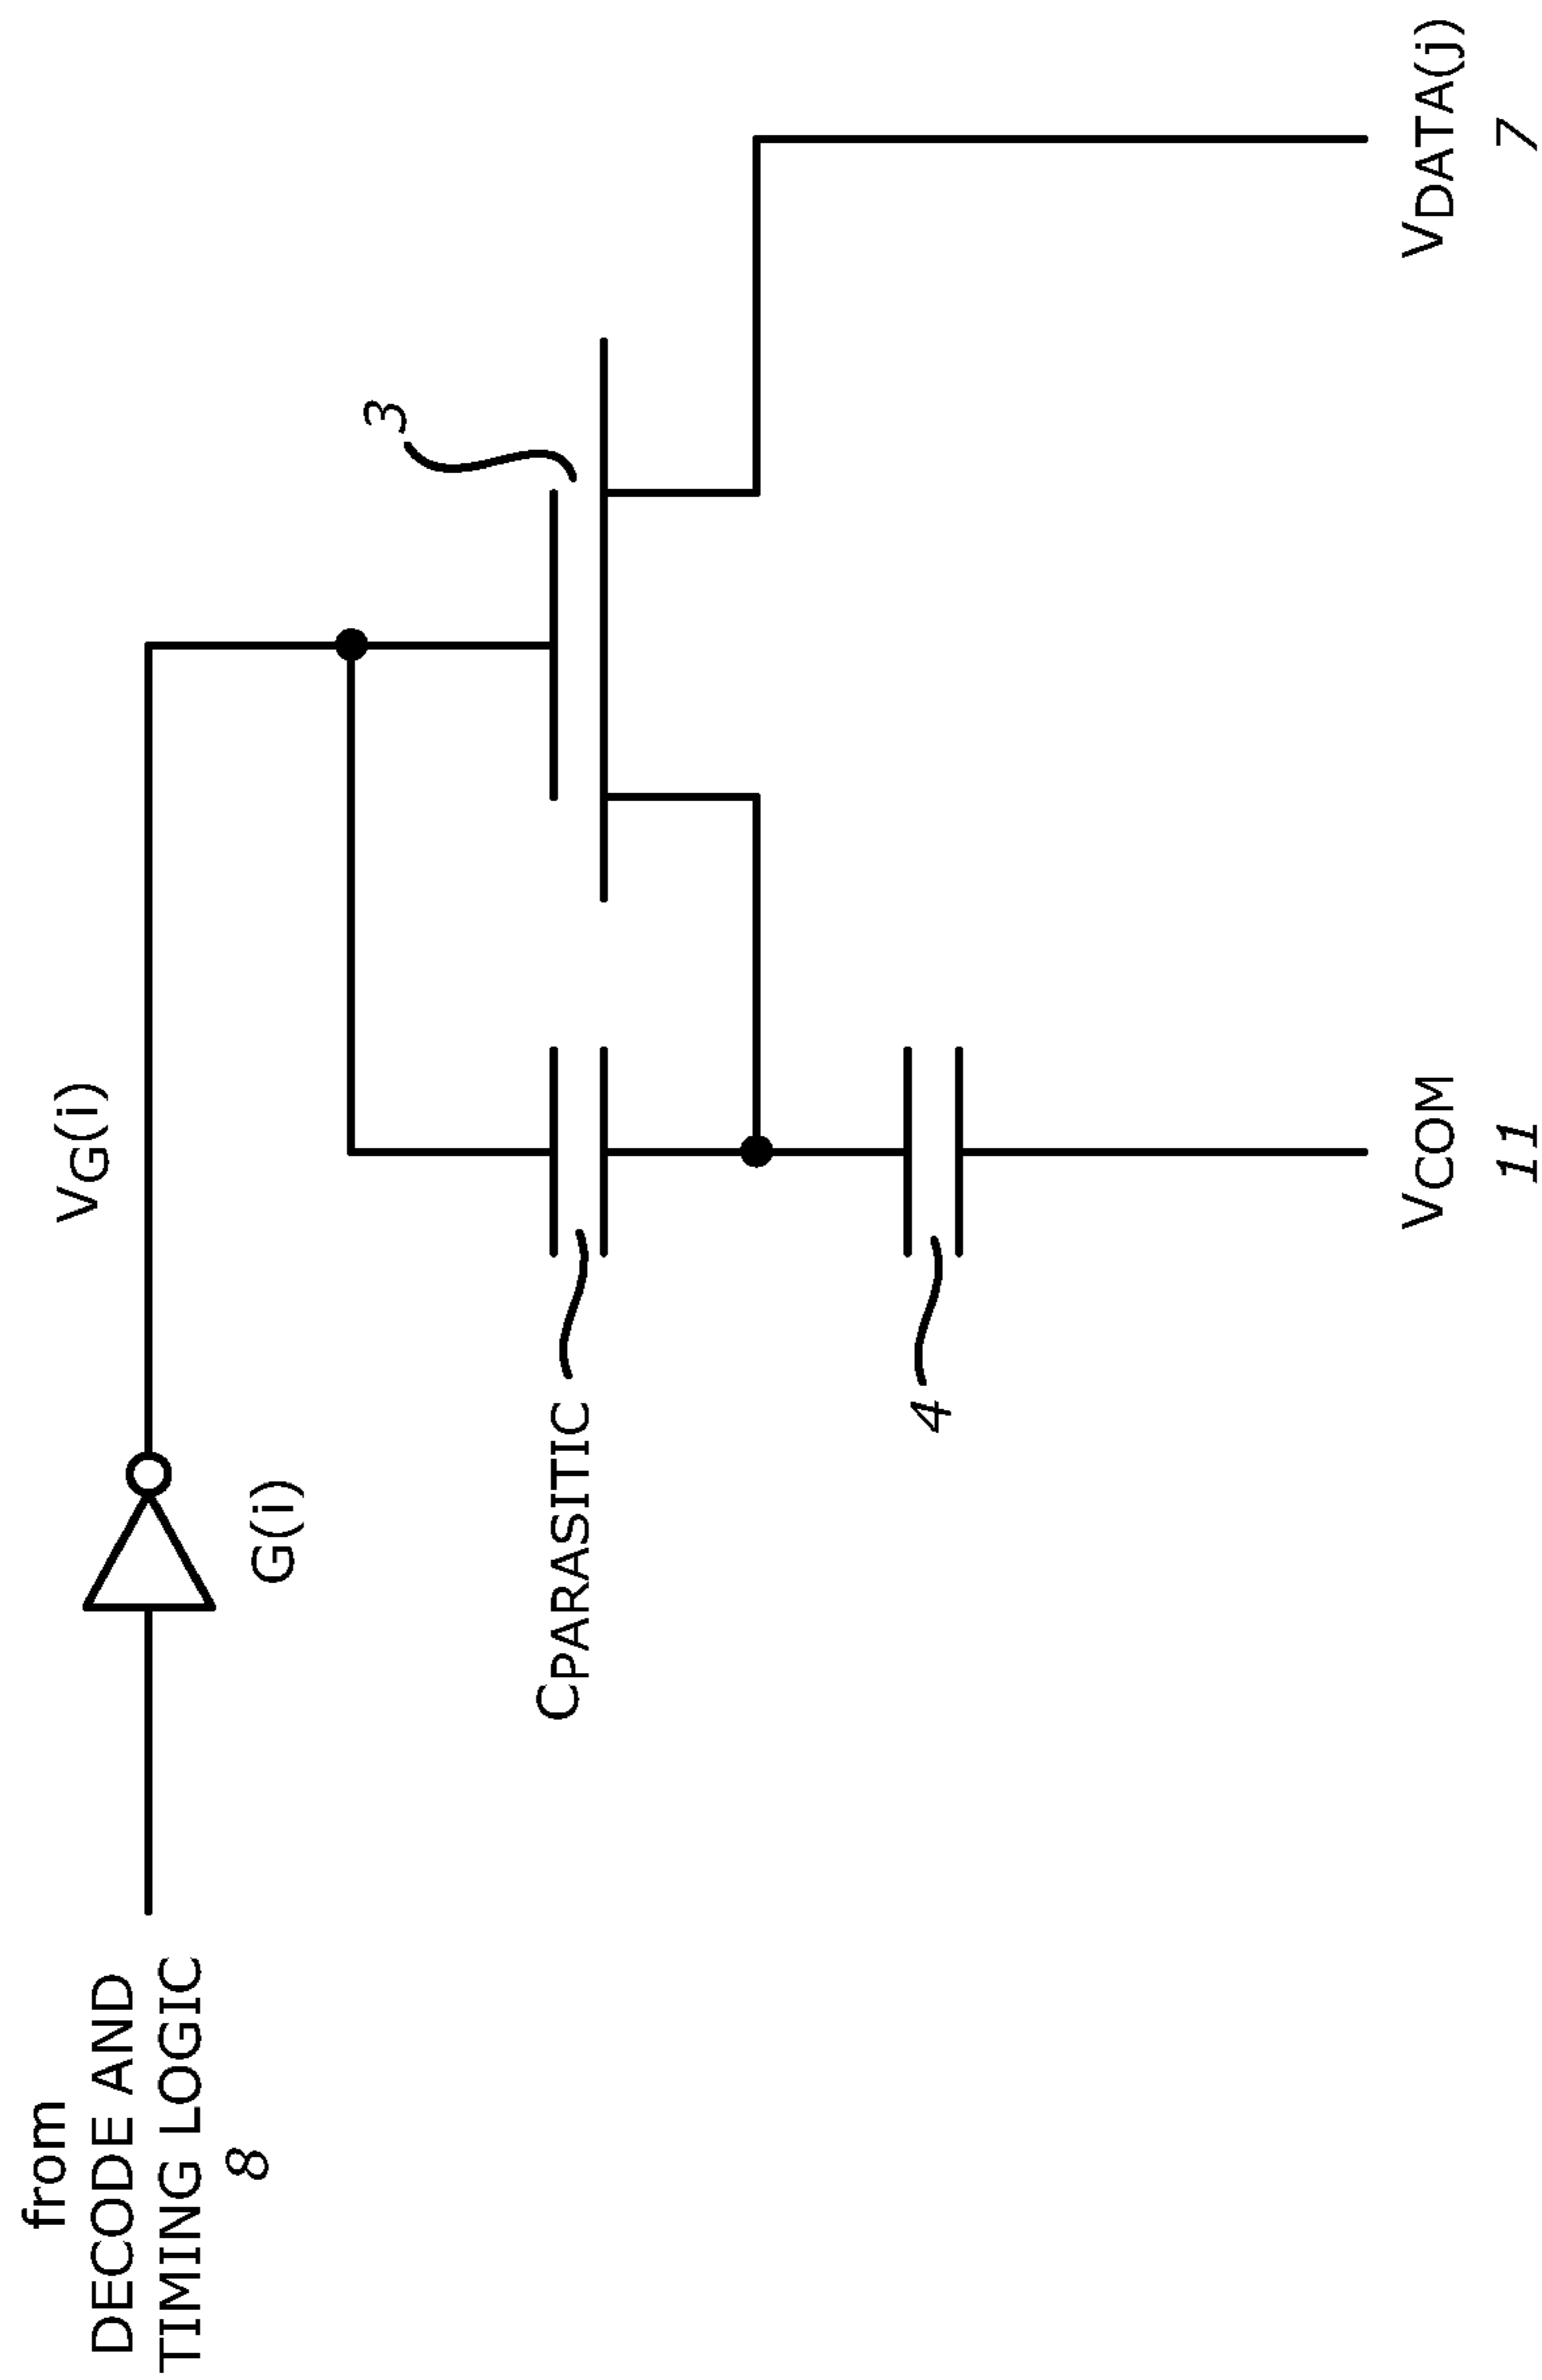 from
DECODE AND
TIMING LOGIC
8
VG(i)
G(i)
3
CPARASITIC
4
VCOM
11
VDATA(j)
7